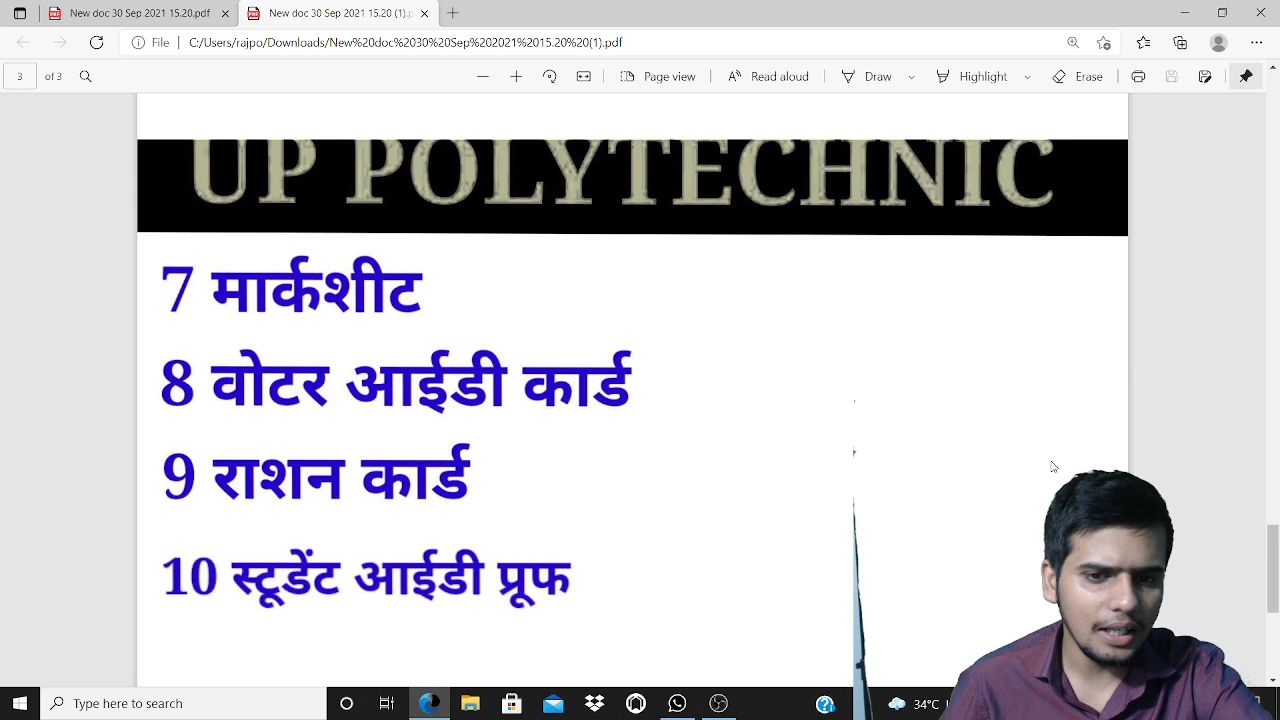 New doc 30 Sep 2021 15.20.pdf
New doc 30 Sep 2021 15.20 (1).p
File
C:/Users/rajpo/Downloads/New%20doc%2030%20Sep%202021%2015.20%20(1).pdf
3 of 3
Page view
Read aloud
Draw
Highlight
Erase
UP POLYTECHNIC
7 मार्कशीट
8 वोटर आईडी कार्ड
9 राशन कार्ड
10 स्टूडेंट आईडी प्रूफ
Type here to search
34°C